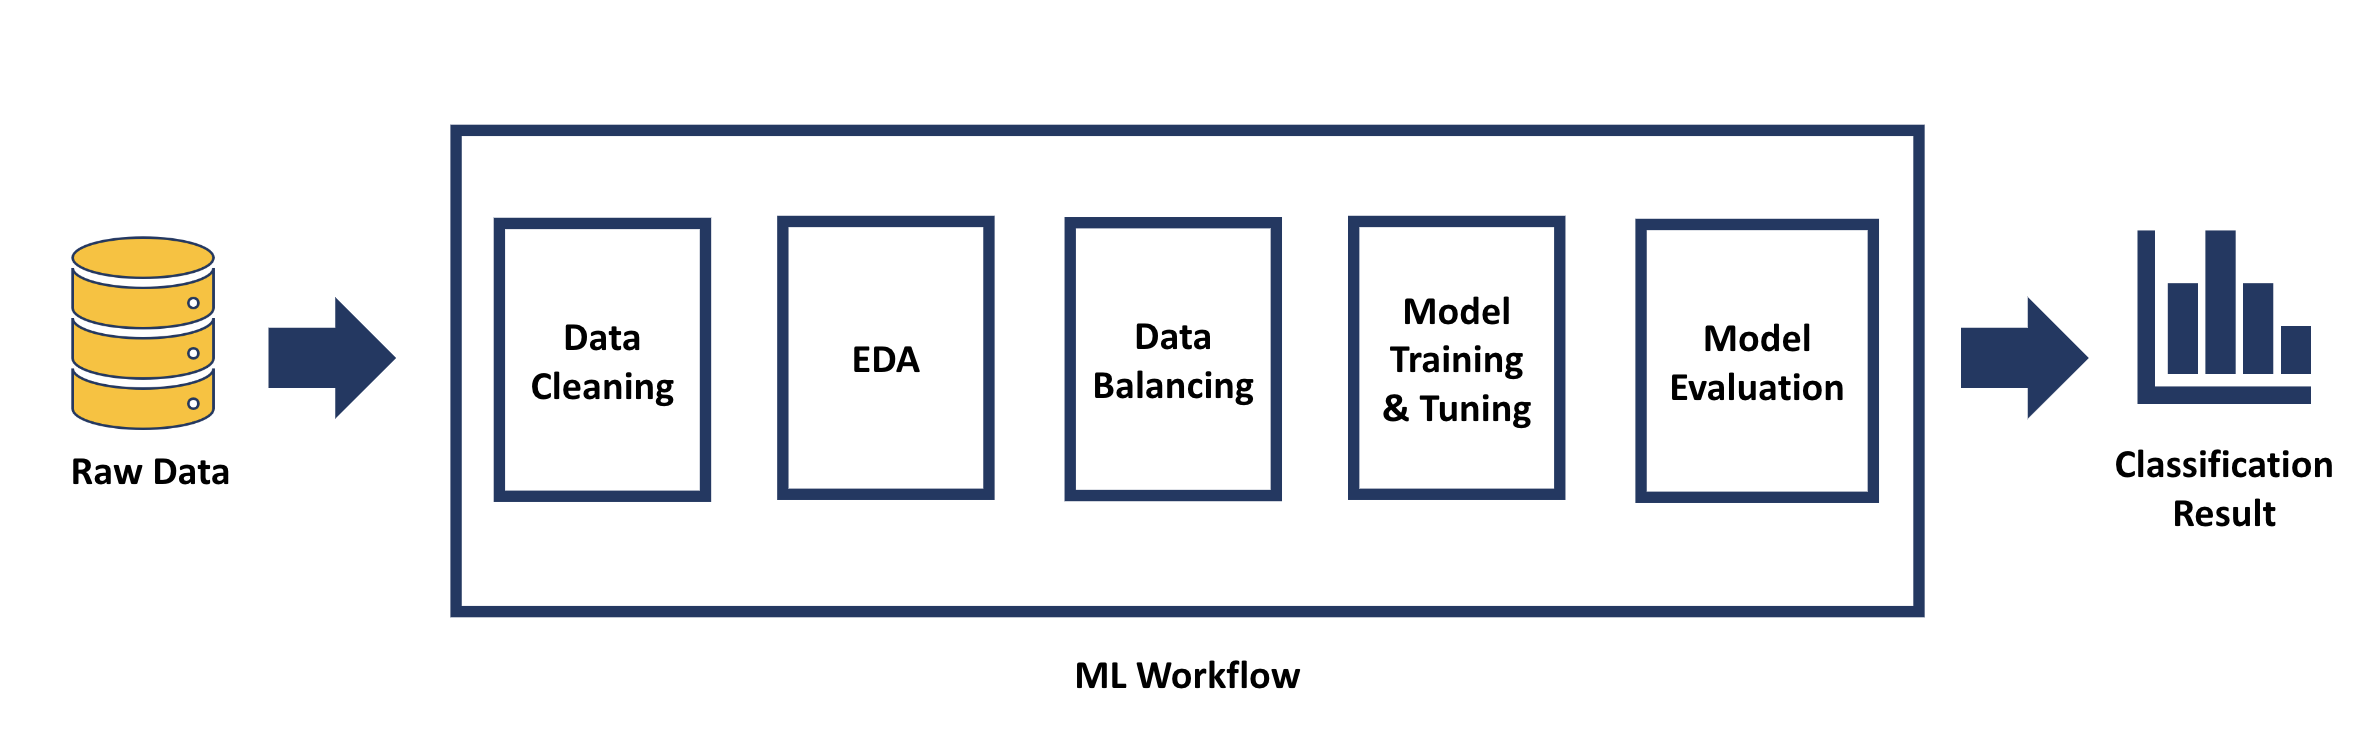 Raw Data
Data
Cleaning
EDA
Data
Balancing
Model
Training
& Tuning
Model
Evaluation
Classification
Result
ML Workflow